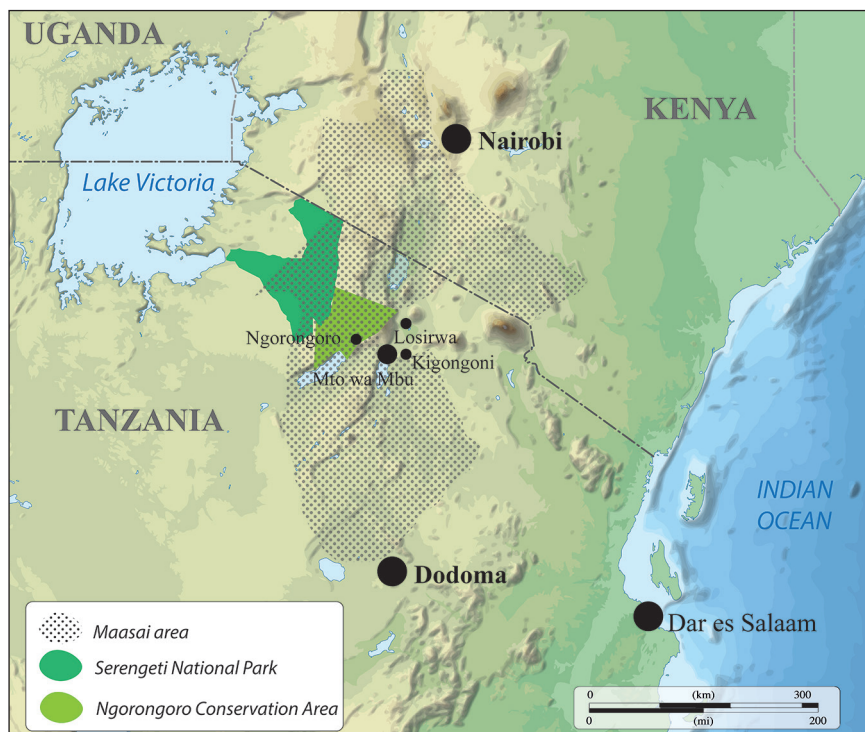 UGANDA
KENYA
Nairobi
Lake Victoria
Ngorongoro
Losirwa
Kigongoni
Mto wa Mbu
TANZANIA
INDIAN
OCEAN
Dodoma
Dar es Salaam
Maasai area
Serengeti National Park
Ngorongoro Conservation Area
0 (km) 300
0 (mi) 200